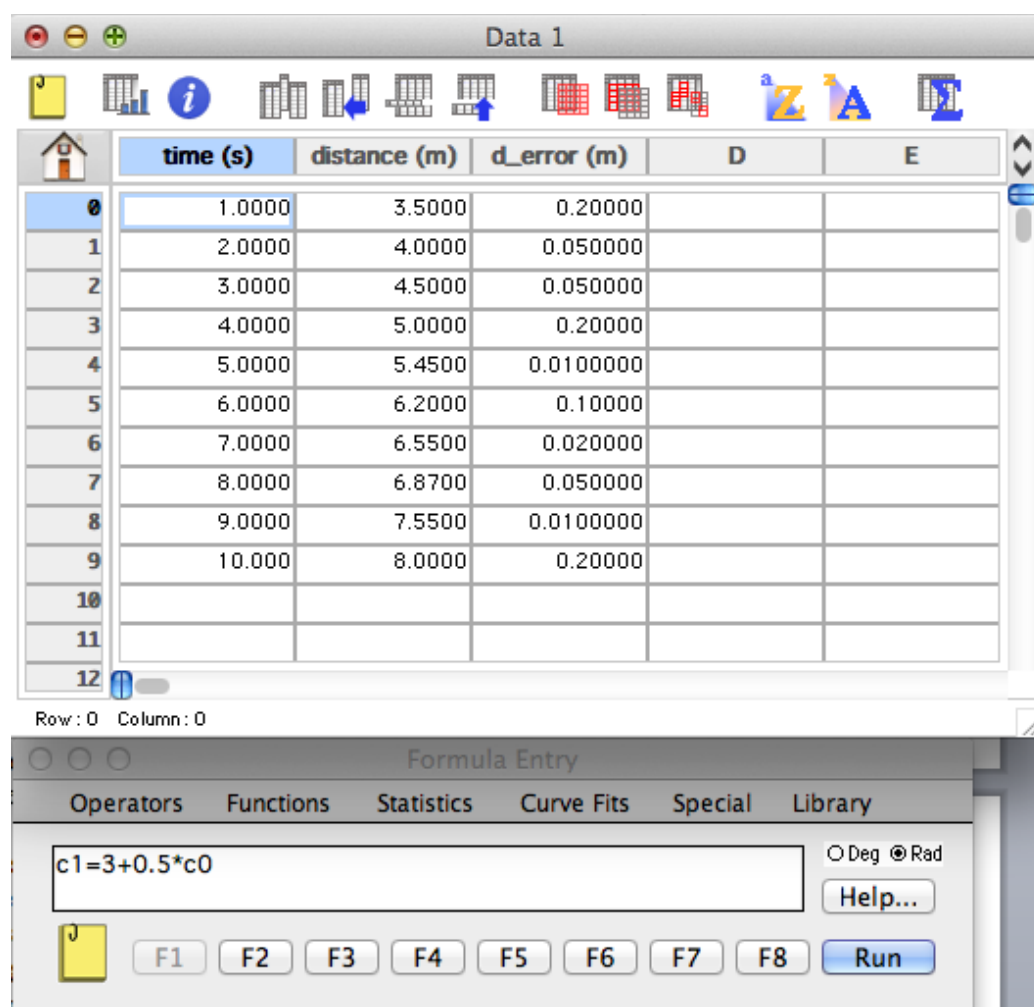 Data 1
time (s) distance (m) d_error (m) D E
0 1.0000 3.5000 0.20000
1 2.0000 4.0000 0.050000
2 3.0000 4.5000 0.050000
3 4.0000 5.0000 0.20000
4 5.0000 5.4500 0.0100000
5 6.0000 6.2000 0.10000
6 7.0000 6.5500 0.020000
7 8.0000 6.8700 0.050000
8 9.0000 7.5500 0.0100000
9 10.000 8.0000 0.20000
10
11
12
Row: 0 Column: 0
Formula Entry
Operators Functions Statistics Curve Fits Special Library
c1=3+0.5*c0
Deg Rad
Help...
F1 F2 F3 F4 F5 F6 F7 F8 Run